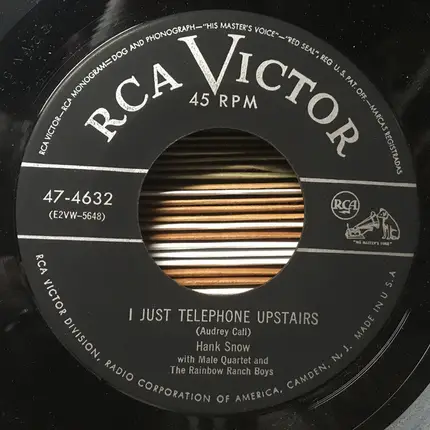 RCA VICTOR—RCA MONOGRAM—DOG AND PHONOGRAPH—"HIS MASTER'S VOICE"—"RED SEAL", REG. U.S. PAT. OFF.—MARCAS REGISTRADAS
RCA VICTOR
45 RPM
47-4632
(E2VW-5648)
RCA
"HIS MASTER'S VOICE"
I JUST TELEPHONE UPSTAIRS
(Audrey Call)
Hank Snow
with Male Quartet and
The Rainbow Ranch Boys
RCA VICTOR DIVISION, RADIO CORPORATION OF AMERICA, CAMDEN, N. J. MADE IN U.S.A